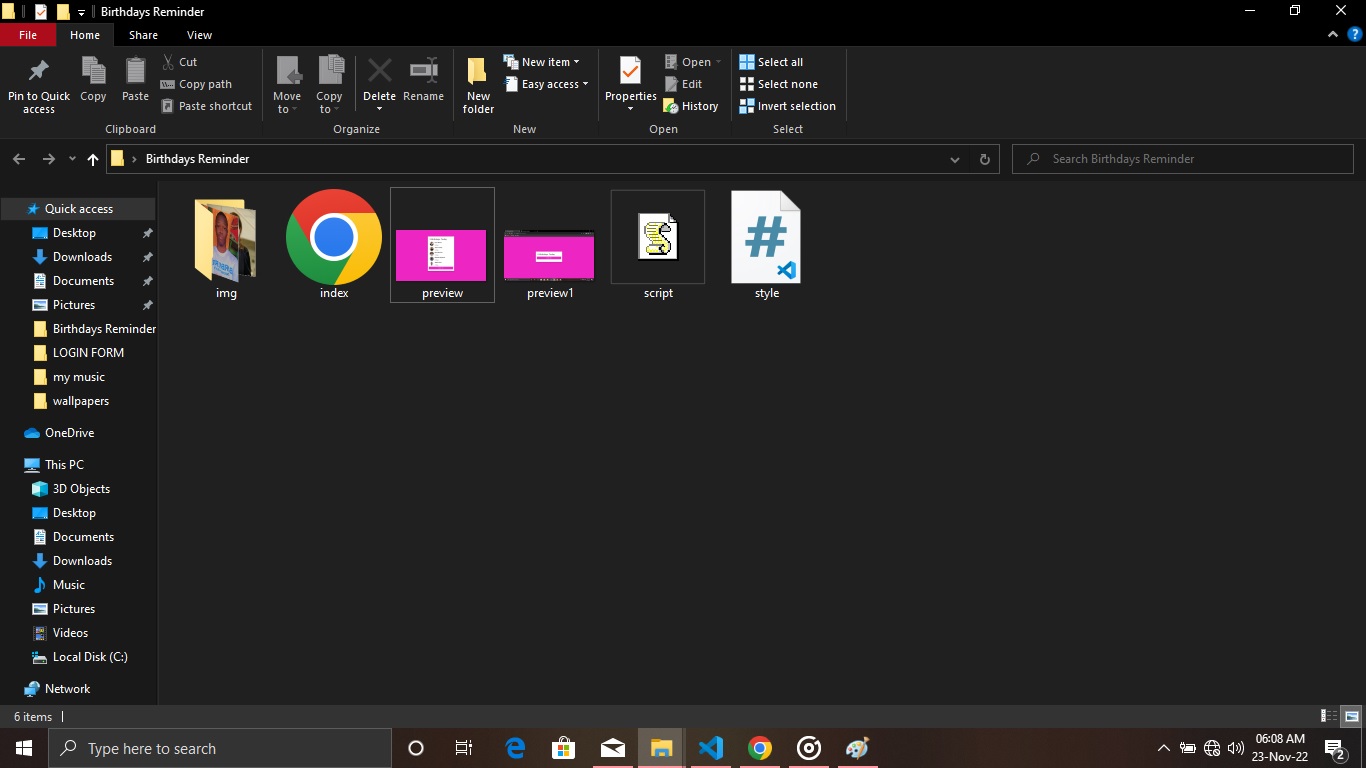 Birthdays Reminder
File Home Share View
Pin to Quick access
Copy
Paste
Cut
Copy path
Paste shortcut
Clipboard
Move to
Copy to
Delete
Rename
Organize
New folder
New item
Easy access
New
Properties
Open
Edit
History
Open
Select all
Select none
Invert selection
Select
Birthdays Reminder
Search Birthdays Reminder
Quick access
Desktop
Downloads
Documents
Pictures
Birthdays Reminder
LOGIN FORM
my music
wallpapers
OneDrive
This PC
3D Objects
Desktop
Documents
Downloads
Music
Pictures
Videos
Local Disk (C:)
Network
img
index
preview
preview1
script
style
6 items
Type here to search
06:08 AM
23-Nov-22
2